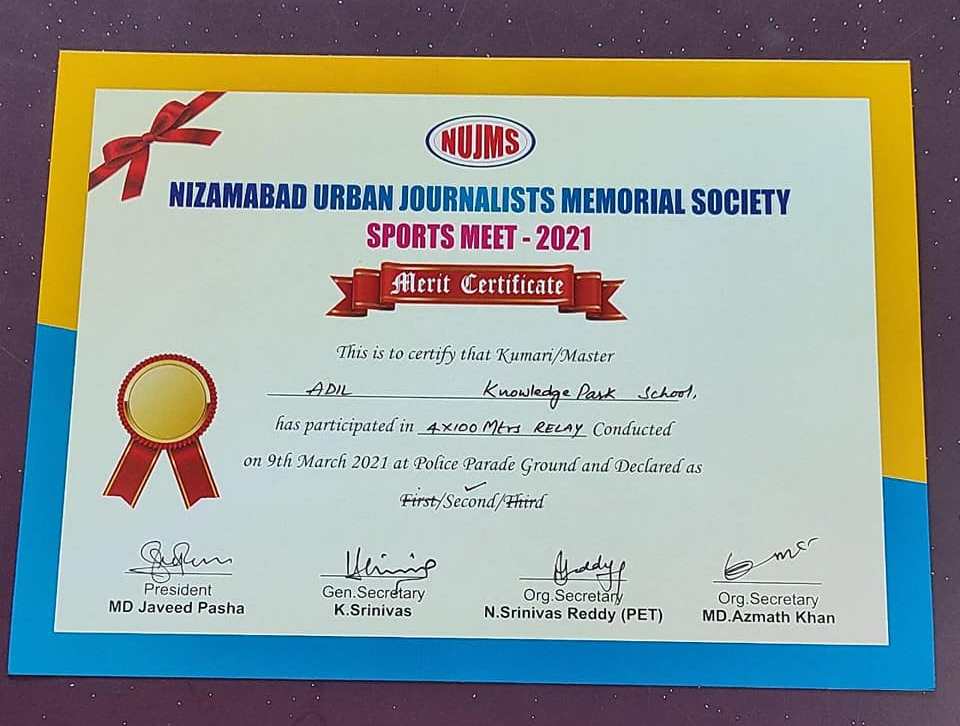 NUJMS
NIZAMABAD URBAN JOURNALISTS MEMORIAL SOCIETY
SPORTS MEET - 2021
Merit Certificate
This is to certify that Kumari/Master
ADIL Knowledge Park School,
has participated in 4x100 Mtrs RELAY Conducted
on 9th March 2021 at Police Parade Ground and Declared as
First/Second/Third
President
MD Javeed Pasha
Gen.Secretary
K.Srinivas
Org.Secretary
N.Srinivas Reddy (PET)
Org.Secretary
MD.Azmath Khan